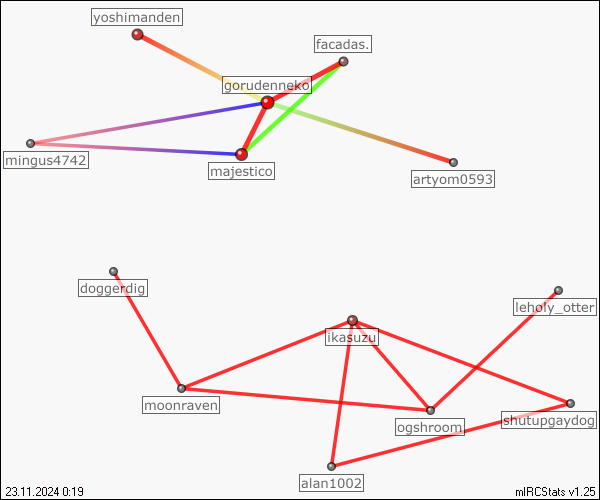 yoshimanden
facadas.
gorudenneko
mingus4742
majestico
artyom0593
doggerdig
leholy_otter
ikasuzu
moonraven
shutupgaydog
ogshroom
alan1002
23.11.2024 0:19
mIRCStats v1.25